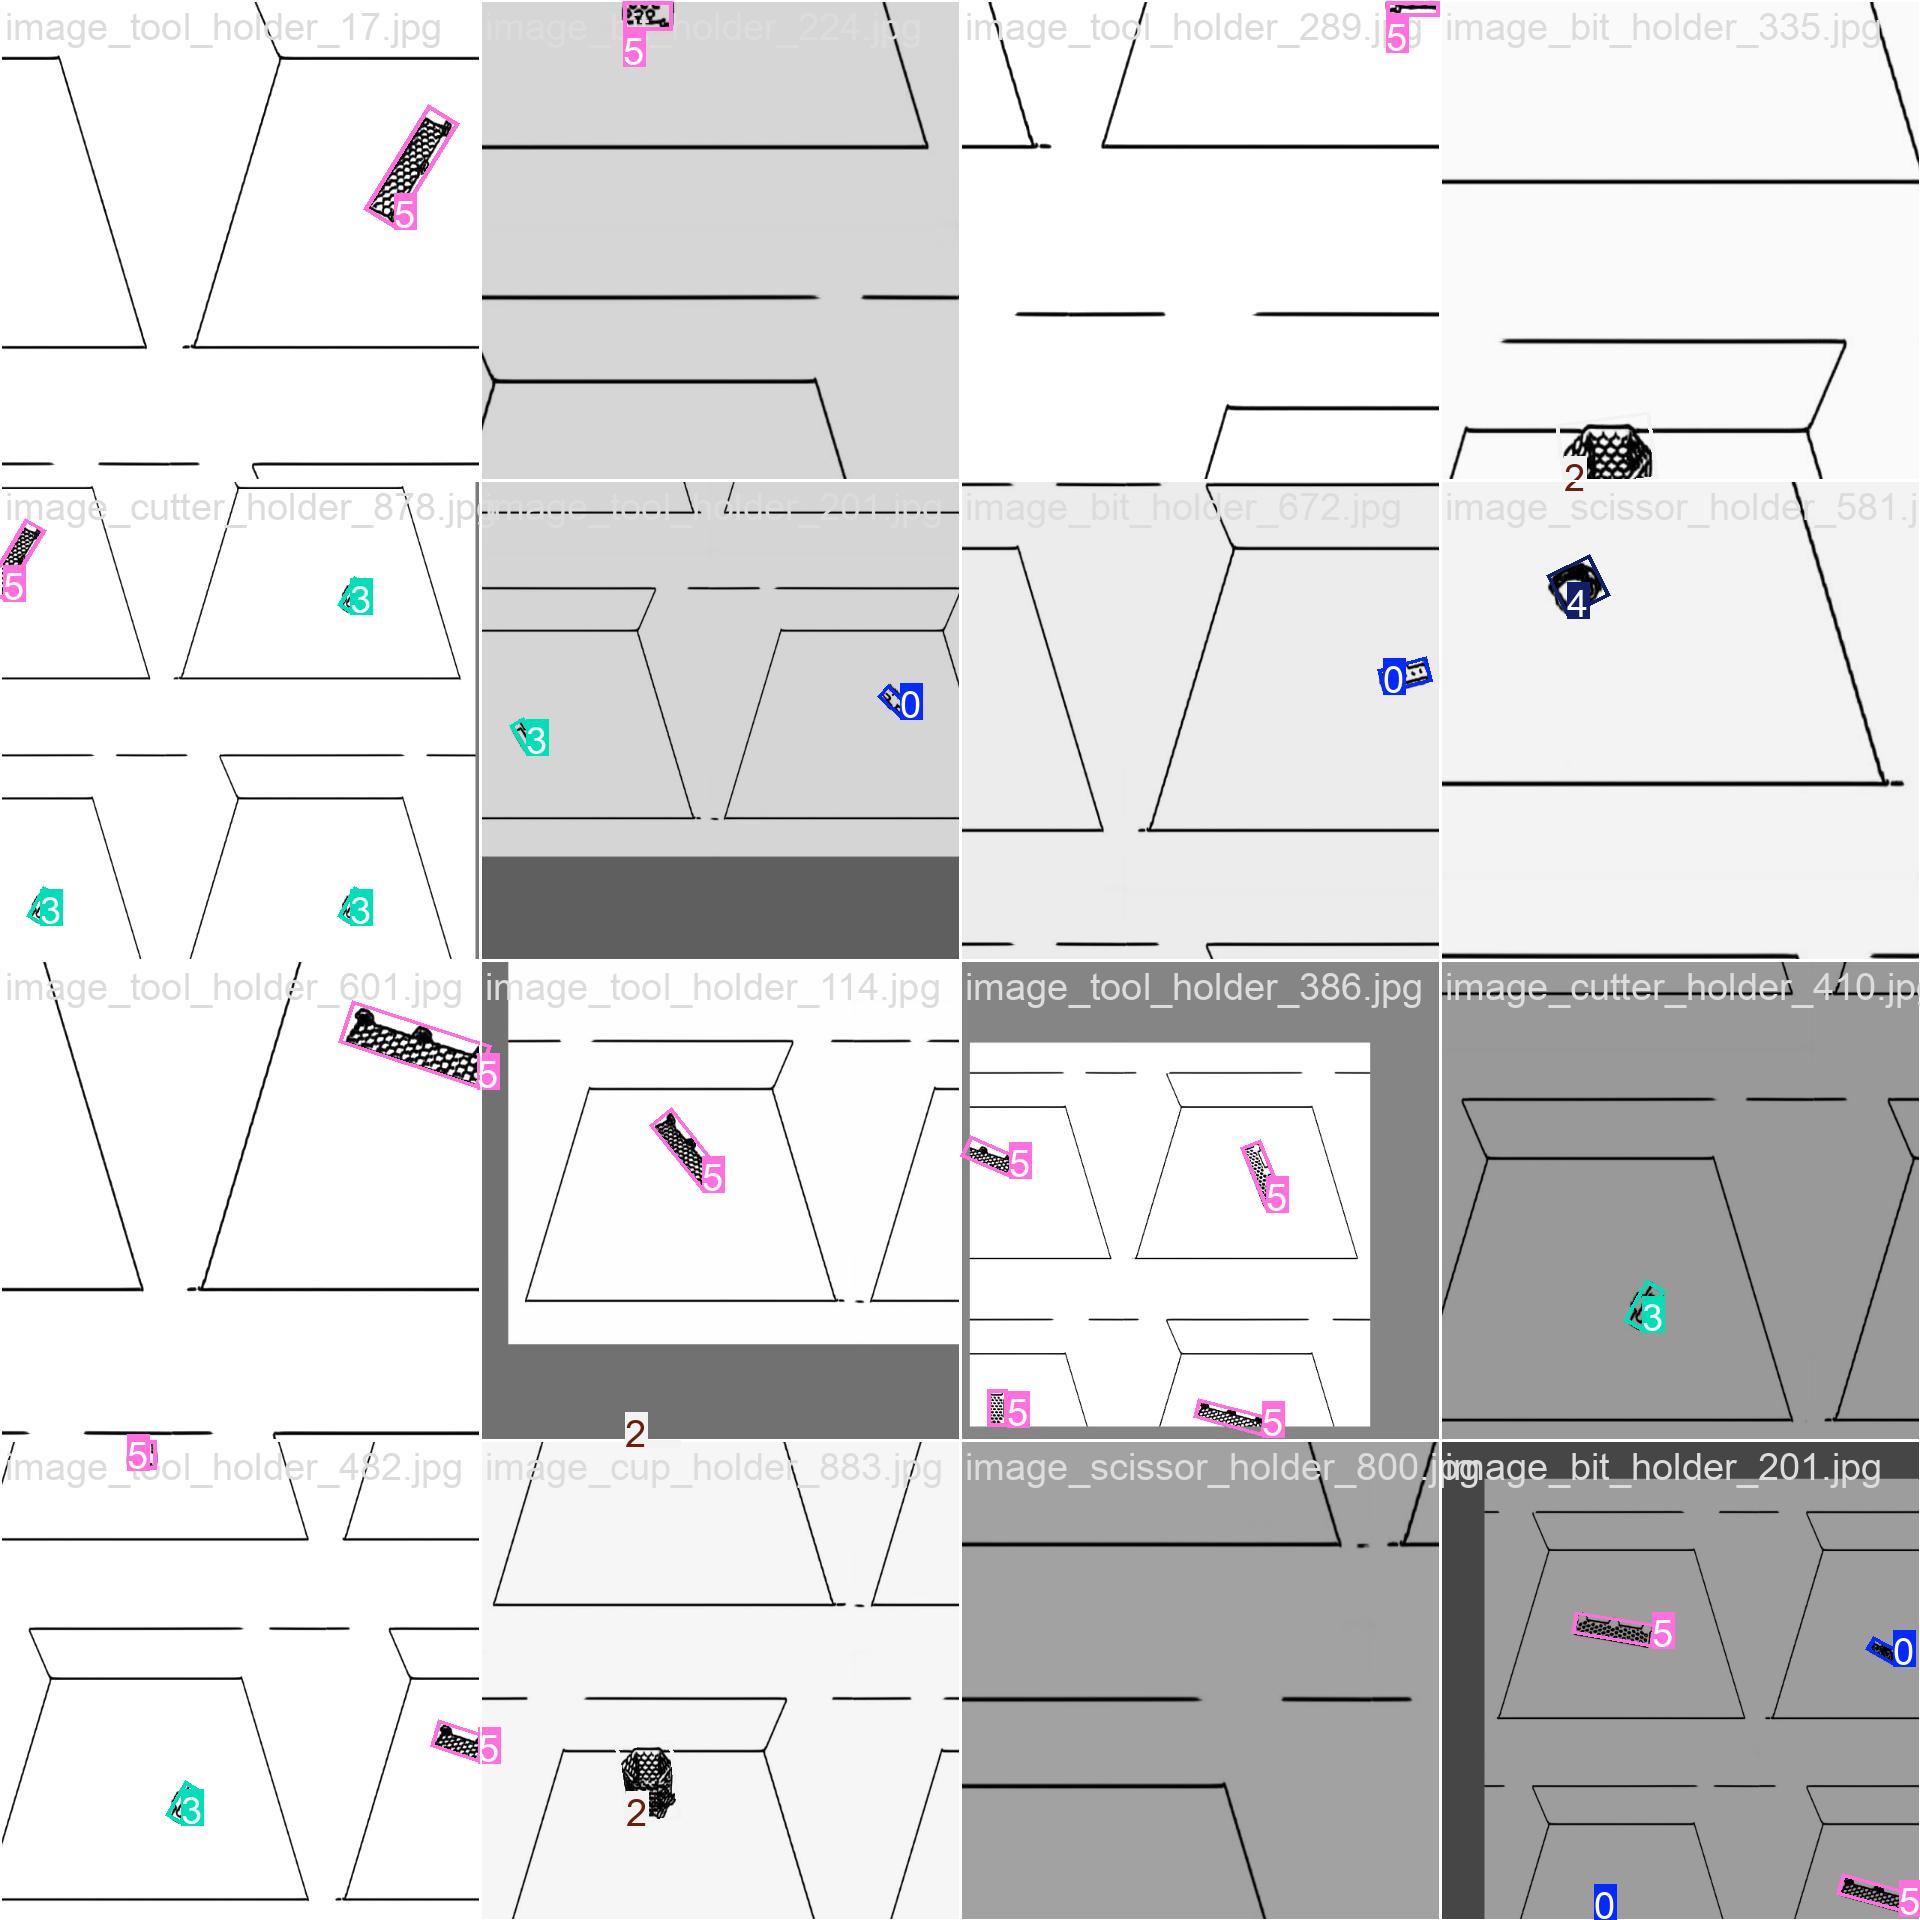 image_tool_holder_17.jpg
5
image_bit_holder_224.jpg
5
image_tool_holder_289.jpg
5
image_bit_holder_335.jpg
2
image_cutter_holder_878.jpg
5
3
3
3
image_tool_holder_201.jpg
3
0
image_bit_holder_672.jpg
0
image_scissor_holder_581.j
4
image_tool_holder_601.jpg
5
5
image_tool_holder_114.jpg
5
2
image_tool_holder_386.jpg
5
5
5
5
image_cutter_holder_410.jpg
3
image_tool_holder_482.jpg
5
3
image_cup_holder_883.jpg
2
image_scissor_holder_800.jpg
image_bit_holder_201.jpg
5
0
0
5